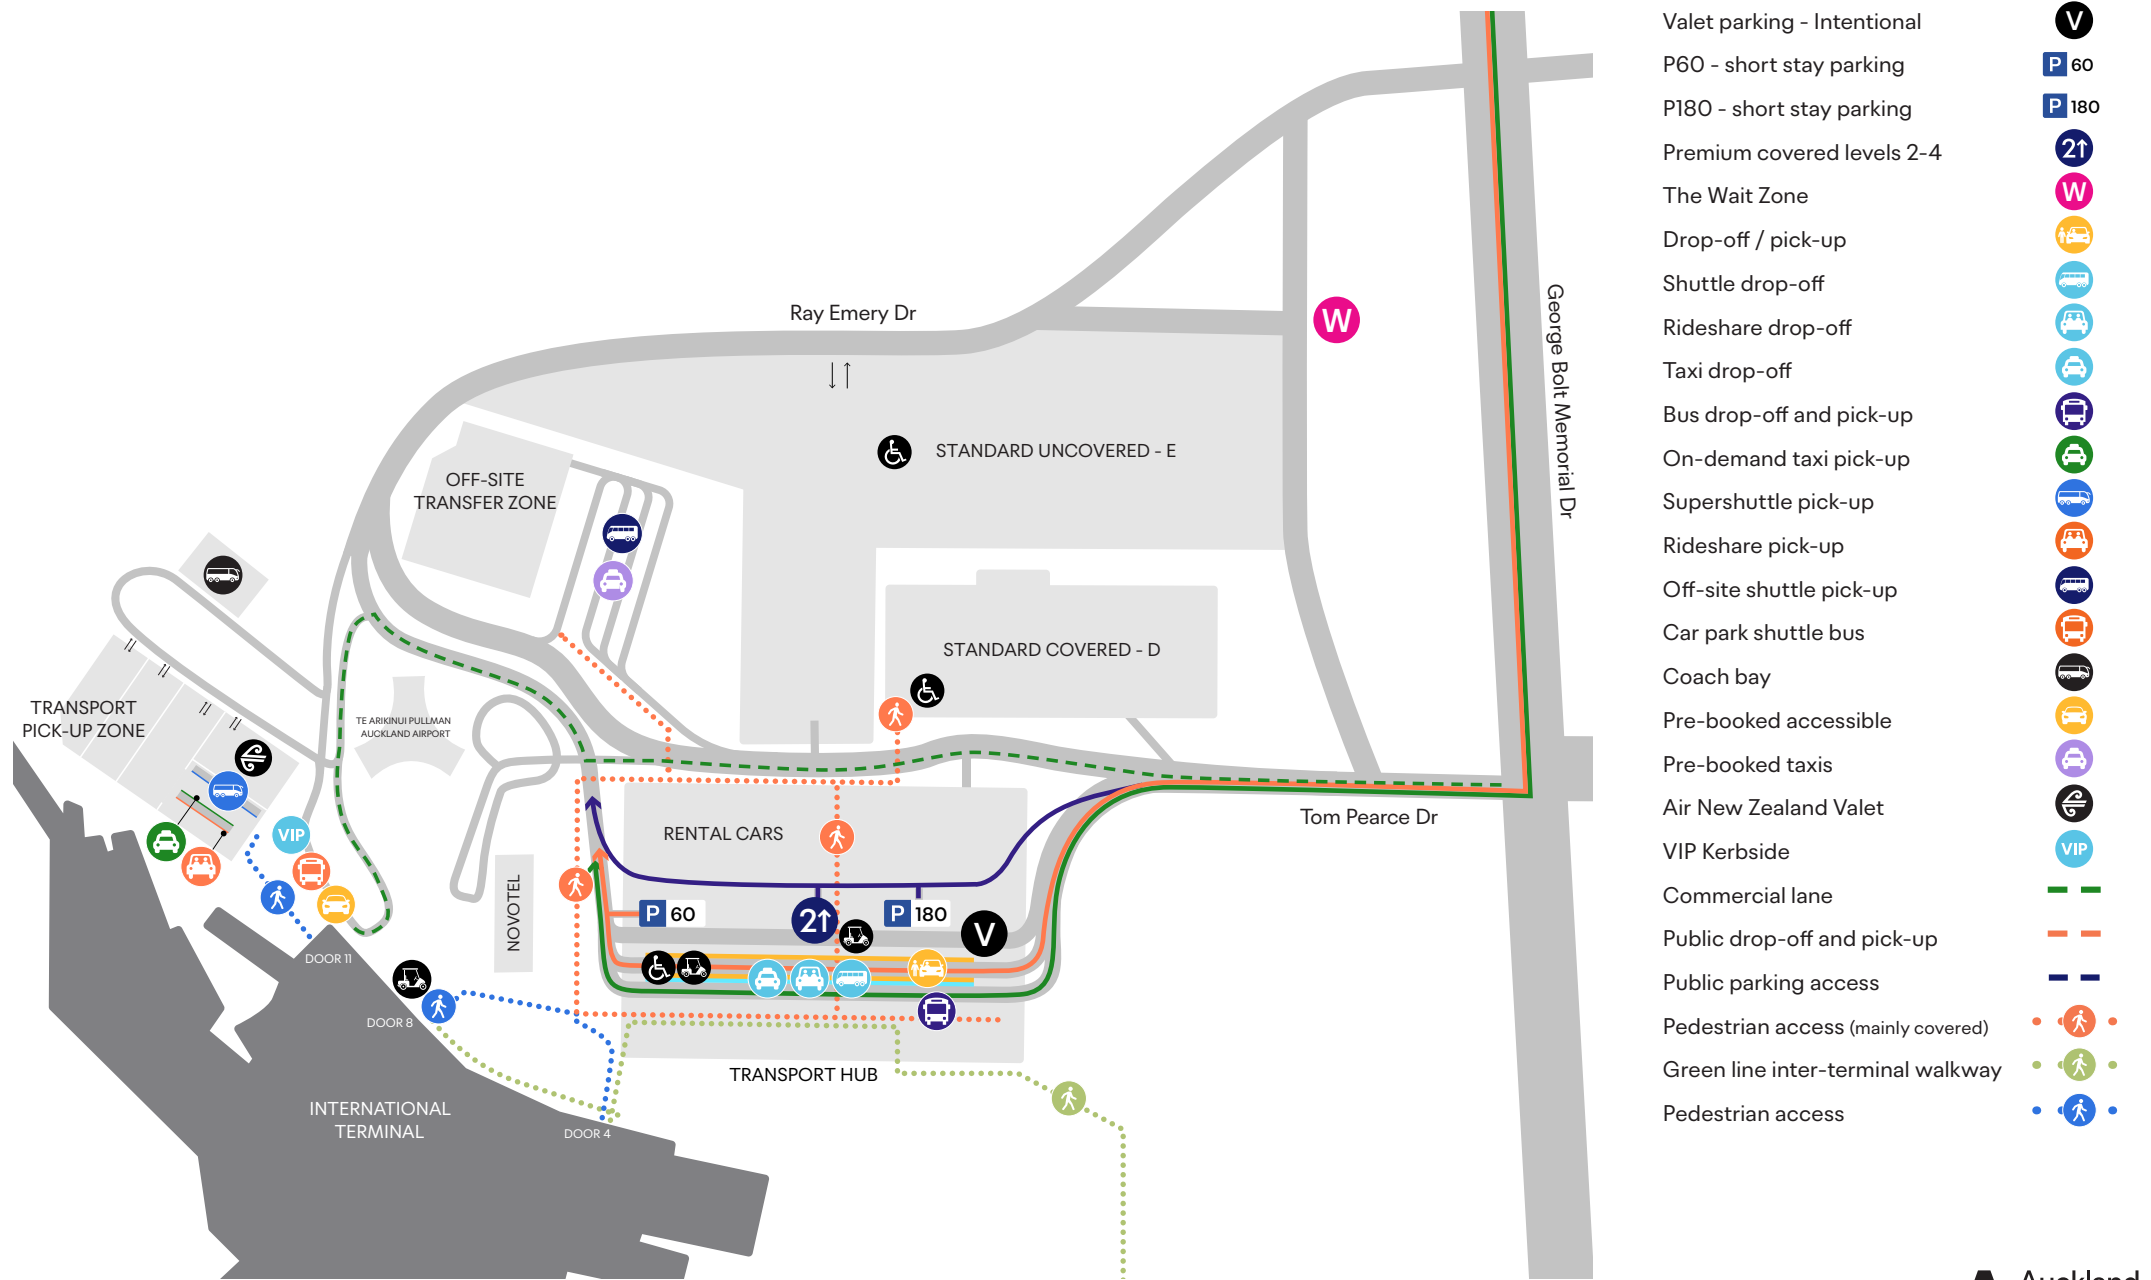 Ray Emery Dr
W
George Bolt Memorial Dr
STANDARD UNCOVERED - E
OFF-SITE
TRANSFER ZONE
STANDARD COVERED - D
TRANSPORT
PICK-UP ZONE
TE ARIKINUI PULLMAN
AUCKLAND AIRPORT
Tom Pearce Dr
RENTAL CARS
VIP
NOVOTEL
P 60
2↑
P 180
V
DOOR 11
DOOR 8
TRANSPORT HUB
INTERNATIONAL
TERMINAL
DOOR 4
Valet parking - Intentional V
P60 - short stay parking P 60
P180 - short stay parking P 180
Premium covered levels 2-4 2↑
The Wait Zone W
Drop-off / pick-up
Shuttle drop-off
Rideshare drop-off
Taxi drop-off
Bus drop-off and pick-up
On-demand taxi pick-up
Supershuttle pick-up
Rideshare pick-up
Off-site shuttle pick-up
Car park shuttle bus
Coach bay
Pre-booked accessible
Pre-booked taxis
Air New Zealand Valet
VIP Kerbside VIP
Commercial lane
Public drop-off and pick-up
Public parking access
Pedestrian access (mainly covered)
Green line inter-terminal walkway
Pedestrian access
Auckland